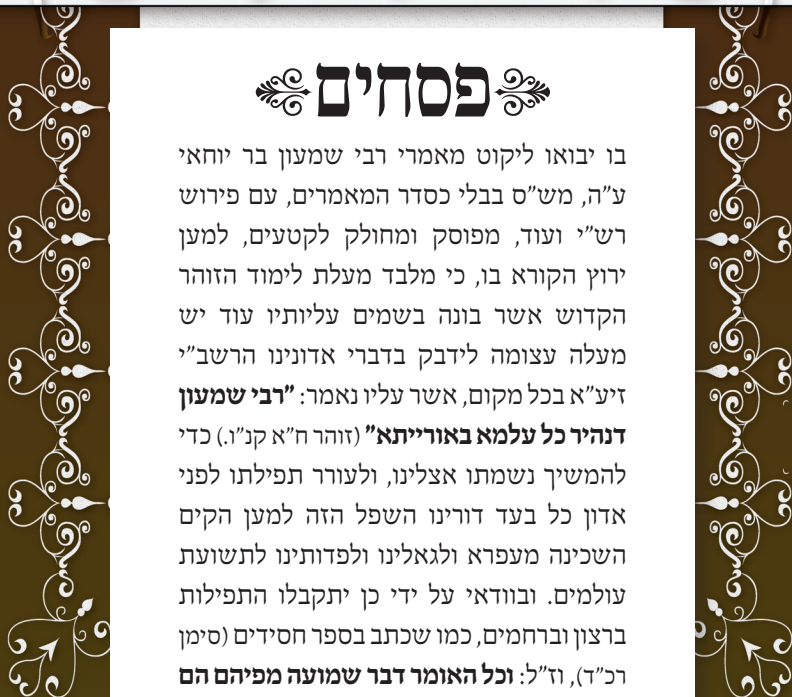 פסחים
בו יבואו ליקוט מאמרי רבי שמעון בר יוחאי
ע״ה, מש״ס בבלי כסדר המאמרים, עם פירוש
רש״י ועוד, מפוסק ומחולק לקטעים, למען
ירוץ הקורא בו, כי מלבד מעלת לימוד הזוהר
הקדוש אשר בונה בשמים עליותיו עוד יש
מעלה עצומה לידבק בדברי אדונינו הרשב״י
זיע״א בכל מקום, אשר עליו נאמר: ״רבי שמעון
דנהיר כל עלמא באורייתא״ (זוהר ח״א קנ״ו.) כדי
להמשיך נשמתו אצלינו, ולעורר תפילתו לפני
אדון כל בעד דורינו השפל הזה למען הקים
השכינה מעפרא ולגאלינו ולפדותינו לתשועת
עולמים. ובוודאי על ידי כן יתקבלו התפילות
ברצון וברחמים, כמו שכתב בספר חסידים (סימן
רכ״ד), וז״ל: וכל האומר דבר שמועה מפיהם הם